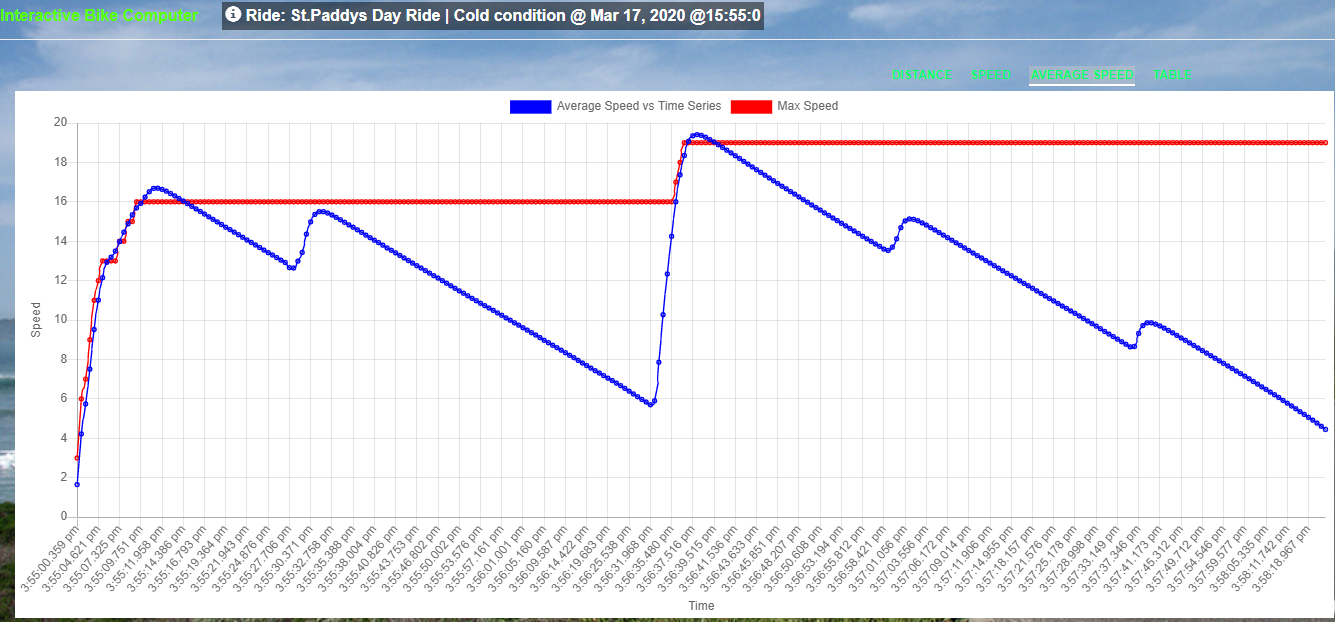 Interactive Bike Computer
Ride: St.Paddys Day Ride | Cold condition @ Mar 17, 2020 @15:55:0
DISTANCE SPEED AVERAGE SPEED TABLE
Average Speed vs Time Series Max Speed
20
18
16
14
12
10
8
6
4
2
0
Speed
3:55:00.359 pm
3:55:04.621 pm
3:55:07.325 pm
3:55:09.751 pm
3:55:11.958 pm
3:55:14.386 pm
3:55:16.793 pm
3:55:19.364 pm
3:55:21.943 pm
3:55:24.876 pm
3:55:27.706 pm
3:55:30.371 pm
3:55:32.758 pm
3:55:35.388 pm
3:55:38.004 pm
3:55:40.826 pm
3:55:43.753 pm
3:55:46.802 pm
3:55:50.002 pm
3:55:53.576 pm
3:55:57.161 pm
3:56:01.001 pm
3:56:05.160 pm
3:56:09.587 pm
3:56:14.422 pm
3:56:19.683 pm
3:56:25.538 pm
3:56:31.968 pm
3:56:35.480 pm
3:56:37.516 pm
3:56:39.515 pm
3:56:41.536 pm
3:56:43.633 pm
3:56:45.851 pm
3:56:48.207 pm
3:56:50.608 pm
3:56:53.194 pm
3:56:55.812 pm
3:56:58.421 pm
3:57:01.056 pm
3:57:03.556 pm
3:57:06.172 pm
3:57:09.014 pm
3:57:11.906 pm
3:57:14.955 pm
3:57:18.157 pm
3:57:21.576 pm
3:57:25.178 pm
3:57:28.998 pm
3:57:33.149 pm
3:57:37.346 pm
3:57:41.173 pm
3:57:45.312 pm
3:57:49.712 pm
3:57:54.546 pm
3:57:59.577 pm
3:58:05.335 pm
3:58:11.742 pm
3:58:18.967 pm
Time